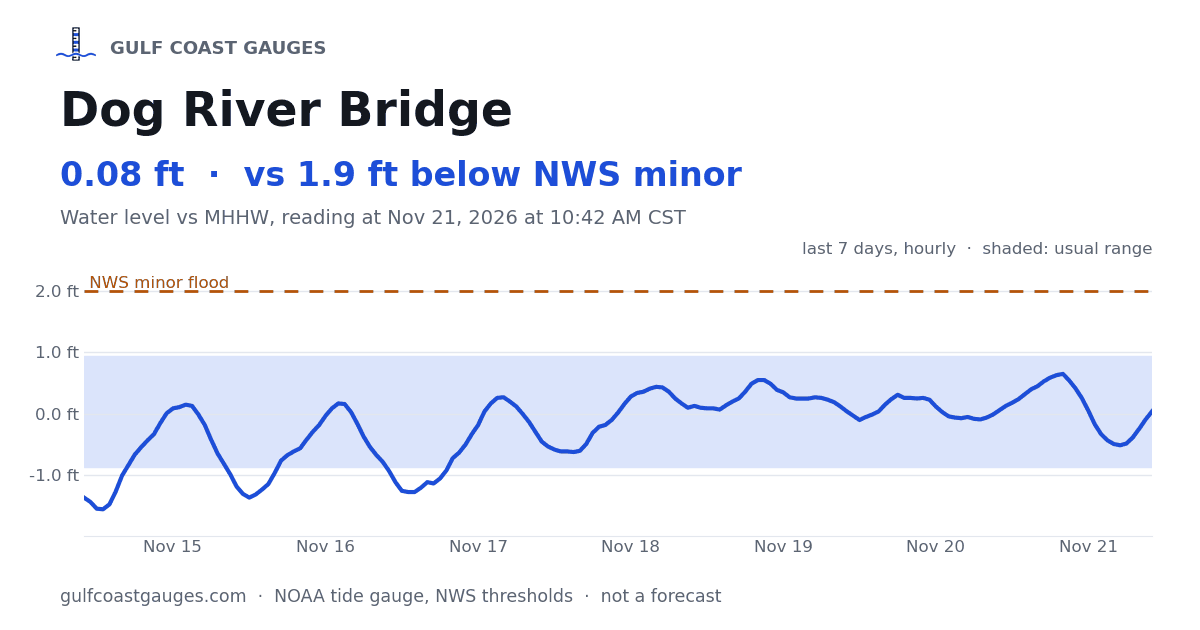 GULF COAST GAUGES
Dog River Bridge
0.08 ft · vs 1.9 ft below NWS minor
Water level vs MHHW, reading at Nov 21, 2026 at 10:42 AM CST
last 7 days, hourly · shaded: usual range
NWS minor flood
2.0 ft
1.0 ft
0.0 ft
-1.0 ft
Nov 15 Nov 16 Nov 17 Nov 18 Nov 19 Nov 20 Nov 21
gulfcoastgauges.com · NOAA tide gauge, NWS thresholds · not a forecast